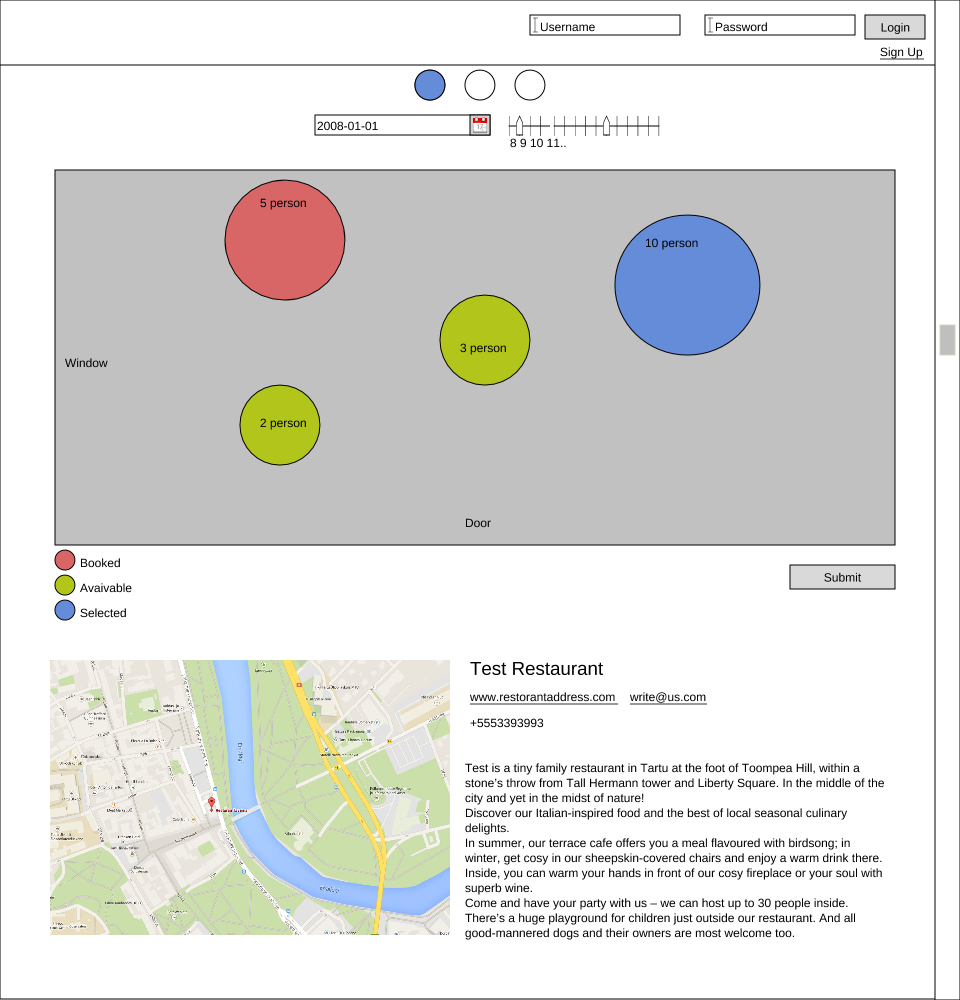 Username
Password
Login
Sign Up
2008-01-01
8 9 10 11..
5 person
10 person
3 person
Window
2 person
Door
Booked
Avaivable
Selected
Submit
Test Restaurant
www.restorantaddress.com write@us.com
+5553393993
Test is a tiny family restaurant in Tartu at the foot of Toompea Hill, within a
stone's throw from Tall Hermann tower and Liberty Square. In the middle of the
city and yet in the midst of nature!
Discover our Italian-inspired food and the best of local seasonal culinary
delights.
In summer, our terrace cafe offers you a meal flavoured with birdsong; in
winter, get cosy in our sheepskin-covered chairs and enjoy a warm drink there.
Inside, you can warm your hands in front of our cosy fireplace or your soul with
superb wine.
Come and have your party with us – we can host up to 30 people inside.
There's a huge playground for children just outside our restaurant. And all
good-mannered dogs and their owners are most welcome too.